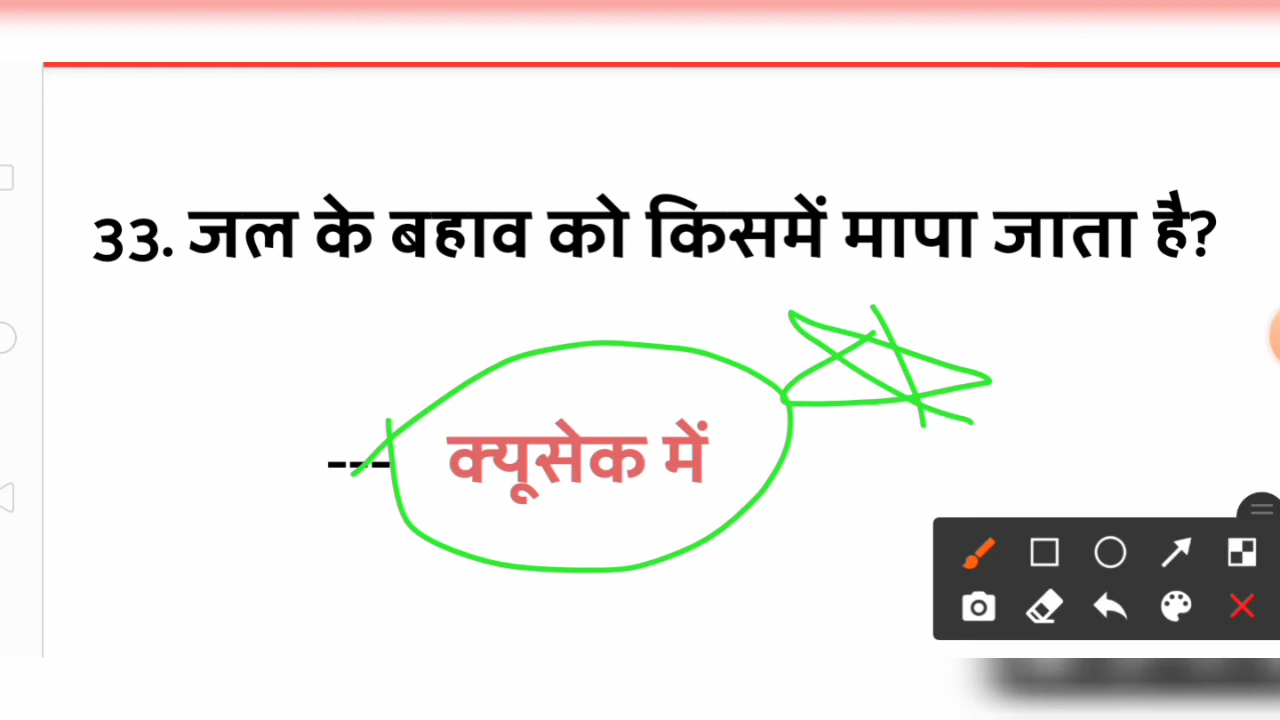 33. जल के बहाव को किसमें मापा जाता है?
--- क्यूसेक में